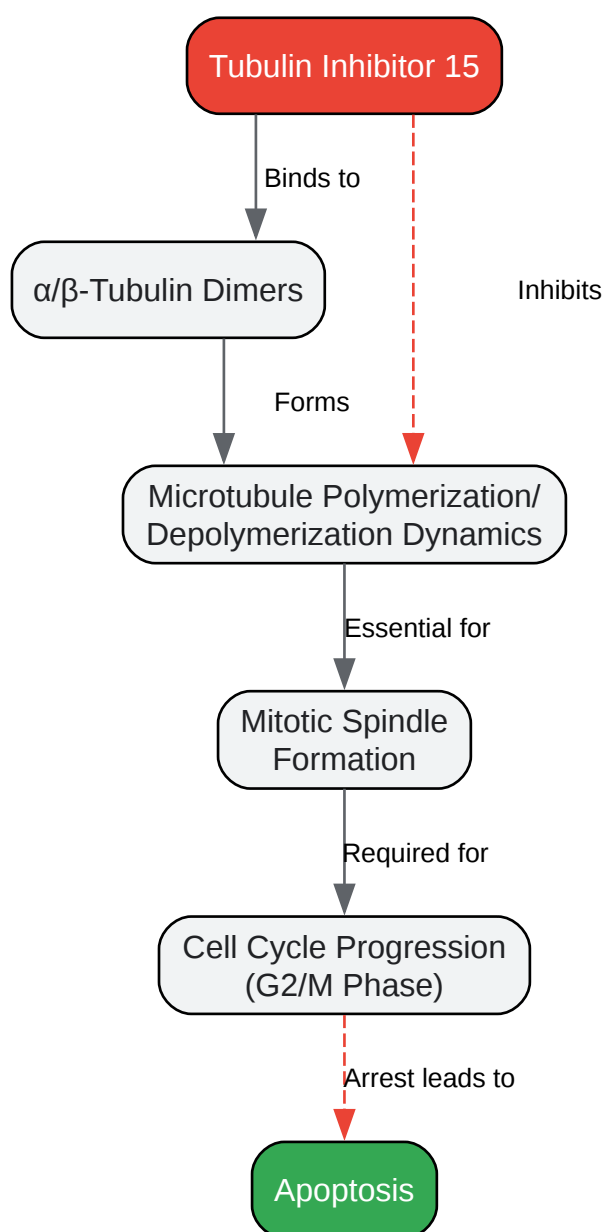 Tubulin Inhibitor 15
Binds to
α/β-Tubulin Dimers
Inhibits
Forms
Microtubule Polymerization/
Depolymerization Dynamics
Essential for
Mitotic Spindle
Formation
Required for
Cell Cycle Progression
(G2/M Phase)
Arrest leads to
Apoptosis